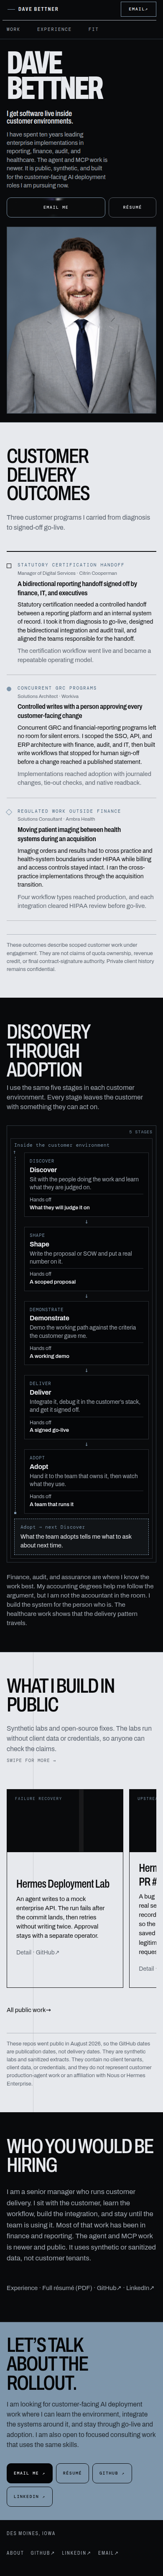 DAVE BETTNER
EMAIL↗
WORK EXPERIENCE FIT
DAVE
BETTNER
I get software live inside
customer environments.
I have spent ten years leading
enterprise implementations in
reporting, finance, audit, and
healthcare. The agent and MCP work is
newer. It is public, synthetic, and built
for the customer-facing AI deployment
roles I am pursuing now.
EMAIL ME
RÉSUMÉ
CUSTOMER
DELIVERY
OUTCOMES
Three customer programs I carried from diagnosis
to signed-off go-live.
STATUTORY CERTIFICATION HANDOFF
Manager of Digital Services · Citrin Cooperman
A bidirectional reporting handoff signed off by
finance, IT, and executives
Statutory certification needed a controlled handoff
between a reporting platform and an internal system
of record. I took it from diagnosis to go-live, designed
the bidirectional integration and audit trail, and
aligned the teams responsible for the handoff.
The certification workflow went live and became a
repeatable operating model.
CONCURRENT GRC PROGRAMS
Solutions Architect · Workiva
Controlled writes with a person approving every
customer-facing change
Concurrent GRC and financial-reporting programs left
no room for silent errors. I scoped the SSO, API, and
ERP architecture with finance, audit, and IT, then built
the workflows that stopped for human sign-off
before a change reached a published statement.
Implementations reached adoption with journaled
changes, tie-out checks, and named rollback.
REGULATED WORK OUTSIDE FINANCE
Solutions Consultant · Ambra Health
Moving patient imaging between health
systems during an acquisition
Imaging orders and results had to cross practice and
health-system boundaries under HIPAA while billing
and access controls stayed intact. I ran the cross-
practice implementations through the acquisition
transition.
Four workflow types reached production, and each
integration cleared HIPAA review before go-live.
These outcomes describe scoped customer work under
engagement. They are not claims of quota ownership, revenue
credit, or final contract-signature authority. Private client history
remains confidential.
DISCOVERY
THROUGH
ADOPTION
I use the same five stages in each customer
environment. Every stage leaves the customer
with something they can act on.
5 STAGES
Inside the customer environment
DISCOVER
Discover
Sit with the people doing the work and learn
what they are judged on.
Hands off
What they will judge it on
↓
SHAPE
Shape
Write the proposal or SOW and put a real
number on it.
Hands off
A scoped proposal
↓
DEMONSTRATE
Demonstrate
Demo the working path against the criteria
the customer gave me.
Hands off
A working demo
↓
DELIVER
Deliver
Integrate it, debug it in the customer's stack,
and get it signed off.
Hands off
A signed go-live
↓
ADOPT
Adopt
Hand it to the team that owns it, then watch
what they use.
Hands off
A team that runs it
Adopt → next Discover
What the team adopts tells me what to ask
about next time.
Finance, audit, and assurance are where I know the
work best. My accounting degrees help me follow the
argument, but I am not the accountant in the room. I
build the system for the person who is. The
healthcare work shows that the delivery pattern
travels.
WHAT I BUILD IN
PUBLIC
Synthetic labs and open-source fixes. The labs run
without client data or credentials, so anyone can
check the claims.
SWIPE FOR MORE →
FAILURE RECOVERY
Hermes Deployment Lab
An agent writes to a mock
enterprise API. The run fails after
the commit lands, then retries
without writing twice. Approval
stays with a separate operator.
Detail · GitHub↗
PR #
A bug
real se
record
so the
saved
legitim
reques
Detail
All public work→
These repos went public in August 2026, so the GitHub dates
are publication dates, not delivery dates. They are synthetic
labs and sanitized extracts. They contain no client tenants,
client data, or credentials, and they do not represent customer
production-agent work or an affiliation with Nous or Hermes
Enterprise.
WHO YOU WOULD BE
HIRING
I am a senior manager who runs customer
delivery. I sit with the customer, learn the
workflow, build the integration, and stay until the
team is using it. Most of that work has been in
finance and reporting. The agent and MCP work
is newer and public. It uses synthetic or sanitized
data, not customer tenants.
Experience · Full résumé (PDF) · GitHub↗ · LinkedIn↗
LET'S TALK
ABOUT THE
ROLLOUT.
I am looking for customer-facing AI deployment
work where I can own customer outcomes, integrate
the systems around it, and stay through go-live and
adoption. I am also open to focused consulting work
that uses the same skills.
EMAIL ME ↗
RÉSUMÉ
GITHUB ↗
LINKEDIN ↗
DES MOINES, IOWA
ABOUT GITHUB↗ LINKEDIN↗ EMAIL↗